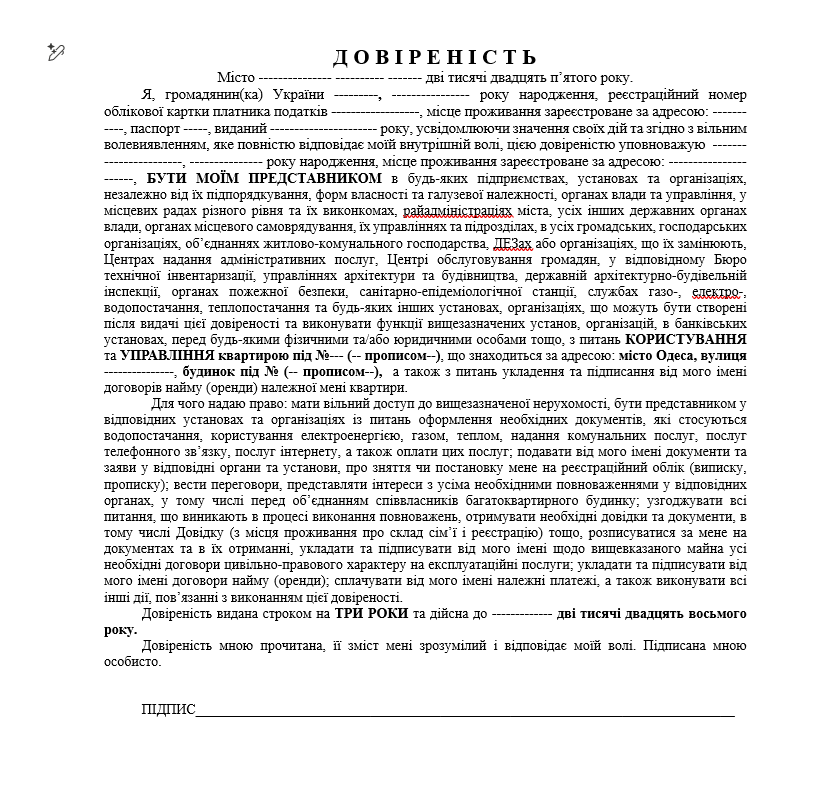 Д О В І Р Е Н І С Т Ь
Місто --------------- ---------- ------- дві тисячі двадцять п’ятого року.
Я, громадянин(ка) України ---------, ---------------- року народження, реєстраційний номер
облікової картки платника податків ------------------, місце проживання зареєстроване за адресою: -------
----, паспорт -----, виданий ---------------------- року, усвідомлюючи значення своїх дій та згідно з вільним
волевиявленням, яке повністю відповідає моїй внутрішній волі, цією довіреністю уповноважую -------
----------------, --------------- року народження, місце проживання зареєстроване за адресою: ----------------
------, БУТИ МОЇМ ПРЕДСТАВНИКОМ в будь-яких підприємствах, установах та організаціях,
незалежно від їх підпорядкування, форм власності та галузевої належності, органах влади та управління, у
місцевих радах різного рівня та їх виконкомах, райадміністраціях міста, усіх інших державних органах
влади, органах місцевого самоврядування, їх управліннях та підрозділах, в усіх громадських, господарських
організаціях, об’єднаннях житлово-комунального господарства, ДЕЗах або організаціях, що їх замінюють,
Центрах надання адміністративних послуг, Центрі обслуговування громадян, у відповідному Бюро
технічної інвентаризації, управліннях архітектури та будівництва, державній архітектурно-будівельній
інспекції, органах пожежної безпеки, санітарно-епідеміологічної станції, службах газо-, електро-,
водопостачання, теплопостачання та будь-яких інших установах, організаціях, що можуть бути створені
після видачі цієї довіреності та виконувати функції вищезазначених установ, організацій, в банківських
установах, перед будь-якими фізичними та/або юридичними особами тощо, з питань КОРИСТУВАННЯ
та УПРАВЛІННЯ квартирою під №--- (-- прописом--), що знаходиться за адресою: місто Одеса, вулиця
---------------, будинок під № (-- прописом--), а також з питань укладення та підписання від мого імені
договорів найму (оренди) належної мені квартири.
Для чого надаю право: мати вільний доступ до вищезазначеної нерухомості, бути представником у
відповідних установах та організаціях із питань оформлення необхідних документів, які стосуються
водопостачання, користування електроенергією, газом, теплом, надання комунальних послуг, послуг
телефонного зв’язку, послуг інтернету, а також оплати цих послуг; подавати від мого імені документи та
заяви у відповідні органи та установи, про зняття чи постановку мене на реєстраційний облік (виписку,
прописку); вести переговори, представляти інтереси з усіма необхідними повноваженнями у відповідних
органах, у тому числі перед об’єднанням співвласників багатоквартирного будинку; узгоджувати всі
питання, що виникають в процесі виконання повноважень, отримувати необхідні довідки та документи, в
тому числі Довідку (з місця проживання про склад сім’ї і реєстрацію) тощо, розписуватися за мене на
документах та в їх отриманні, укладати та підписувати від мого імені щодо вищевказаного майна усі
необхідні договори цивільно-правового характеру на експлуатаційні послуги; укладати та підписувати від
мого імені договори найму (оренди); сплачувати від мого імені належні платежі, а також виконувати всі
інші дії, пов’язанні з виконанням цієї довіреності.
Довіреність видана строком на ТРИ РОКИ та дійсна до ------------- дві тисячі двадцять восьмого
року.
Довіреність мною прочитана, її зміст мені зрозумілий і відповідає моїй волі. Підписана мною
особисто.
ПІДПИС______________________________________________________________________________